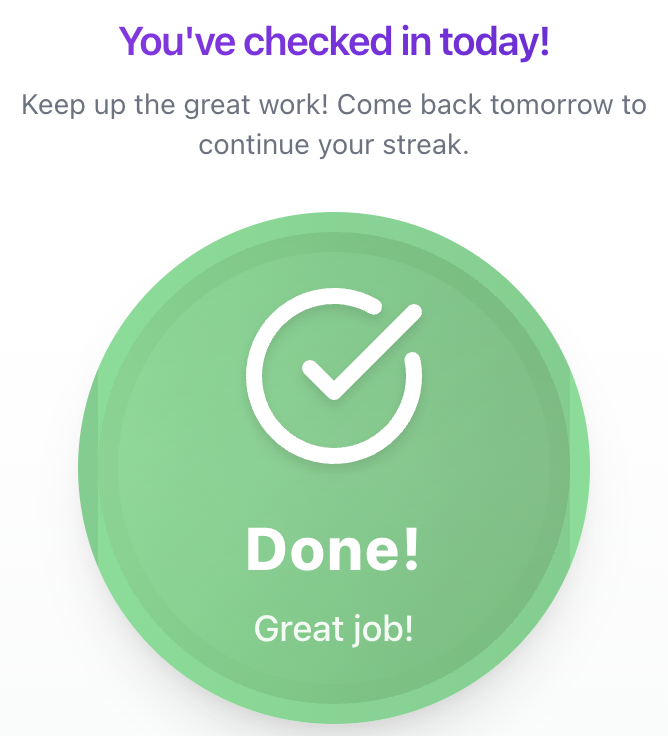 You've checked in today!
Keep up the great work! Come back tomorrow to
continue your streak.
Done!
Great job!